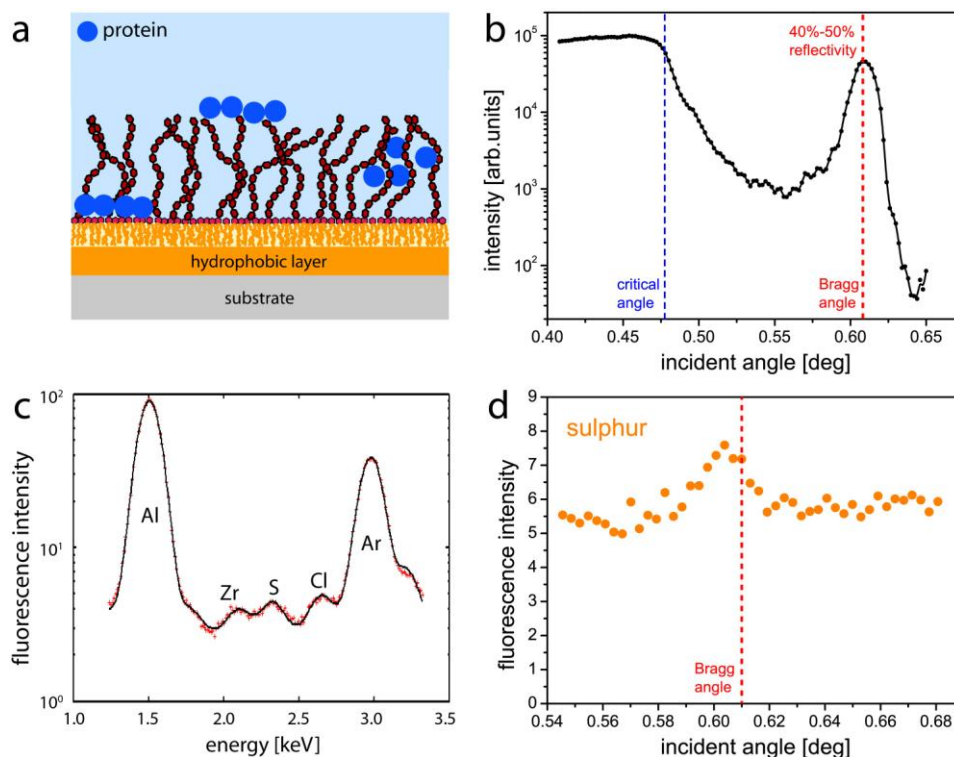 a
protein
hydrophobic layer
substrate
b
10^5
10^4
10^3
10^2
intensity [arb.units]
40%-50%
reflectivity
critical
angle
Bragg
angle
0.40 0.45 0.50 0.55 0.60 0.65
incident angle [deg]
c
10^2
10^1
10^0
fluorescence intensity
Al
Zr
S
Cl
Ar
1.0 1.5 2.0 2.5 3.0 3.5
energy [keV]
d
9
8
7
6
5
4
3
2
1
0
fluorescence intensity
sulphur
Bragg
angle
0.54 0.56 0.58 0.60 0.62 0.64 0.66 0.68
incident angle [deg]